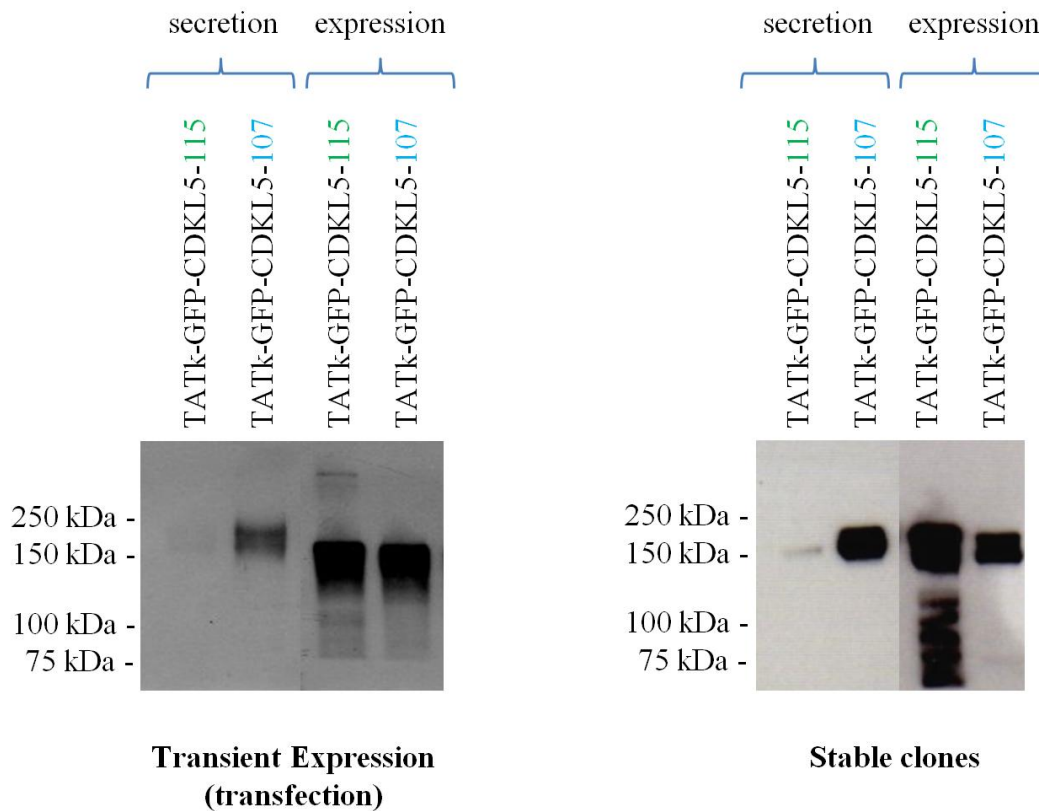 secretion expression
TATk-GFP-CDKL5-115
TATk-GFP-CDKL5-107
TATk-GFP-CDKL5-115
TATk-GFP-CDKL5-107
250 kDa -
150 kDa -
100 kDa -
75 kDa -
Transient Expression
(transfection)
secretion expression
TATk-GFP-CDKL5-115
TATk-GFP-CDKL5-107
TATk-GFP-CDKL5-115
TATk-GFP-CDKL5-107
250 kDa -
150 kDa -
100 kDa -
75 kDa -
Stable clones